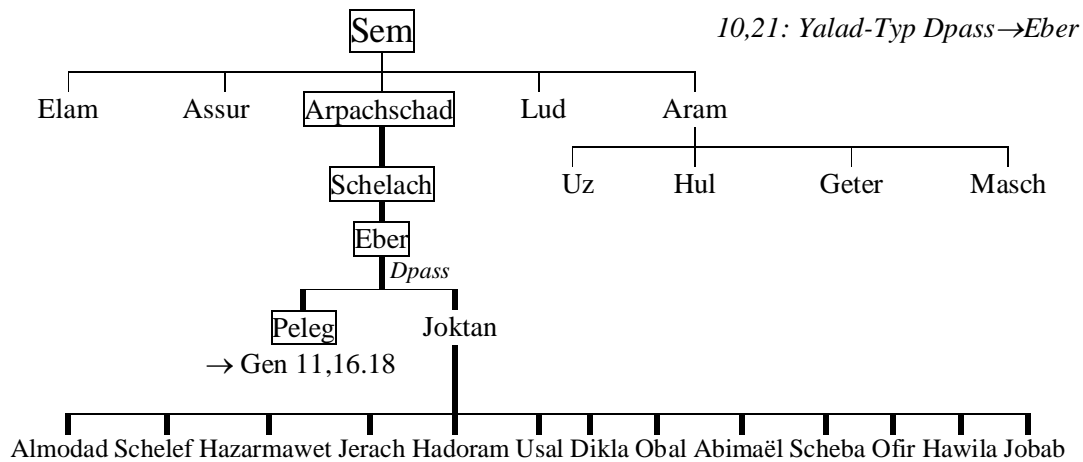 Sem 10,21: Yalad-Typ Dpass→Eber
Elam Assur Arpachschad Lud Aram
Schelach Uz Hul Geter Masch
Eber
Dpass
Peleg Joktan
→ Gen 11,16.18
Almodad Schelef Hazarmawet Jerach Hadoram Usal Dikla Obal Abimaël Scheba Ofir Hawila Jobab